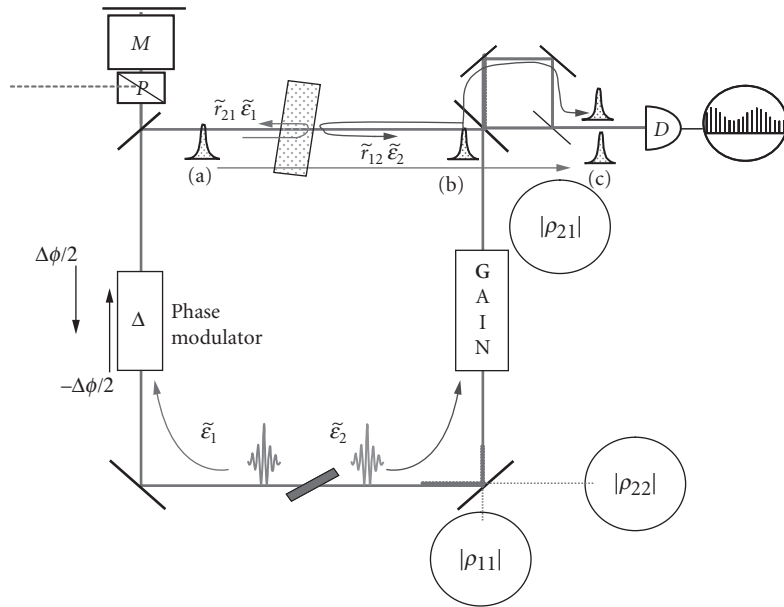 M
P
r̃₂₁ ε̃₁
r̃₁₂ ε̃₂
D
(a)
(b)
(c)
|ρ₂₁|
Δϕ/2
Δ
Phase
modulator
−Δϕ/2
G
A
I
N
ε̃₁
ε̃₂
|ρ₂₂|
|ρ₁₁|